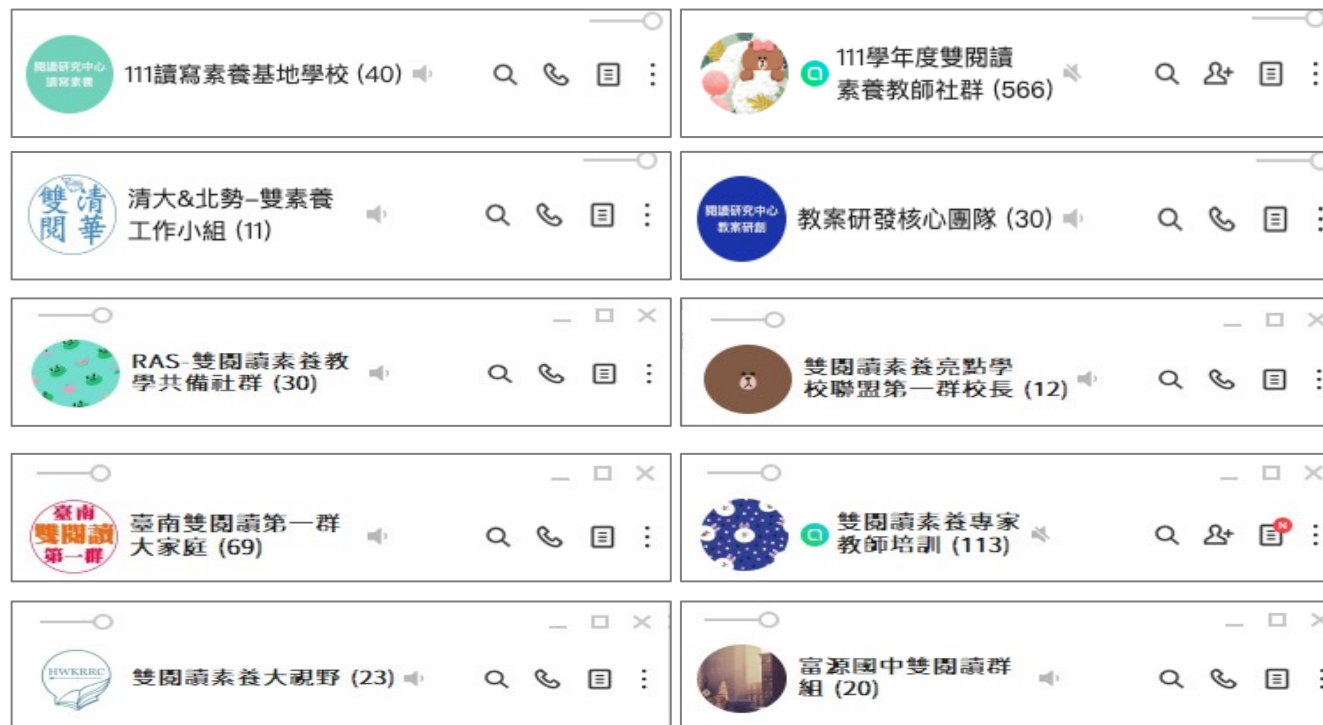 閱讀研究中心
讀寫素養
111讀寫素養基地學校 (40)
111學年度雙閱讀
素養教師社群 (566)
雙清
閱華
清大&北勢–雙素養
工作小組 (11)
閱讀研究中心
教案研創
教案研發核心團隊 (30)
RAS-雙閱讀素養教
學共備社群 (30)
雙閱讀素養亮點學
校聯盟第一群校長 (12)
臺南
雙閱讀
第一群
臺南雙閱讀第一群
大家庭 (69)
雙閱讀素養專家
教師培訓 (113)
N
HWKRRC
雙閱讀素養大視野 (23)
富源國中雙閱讀群
組 (20)